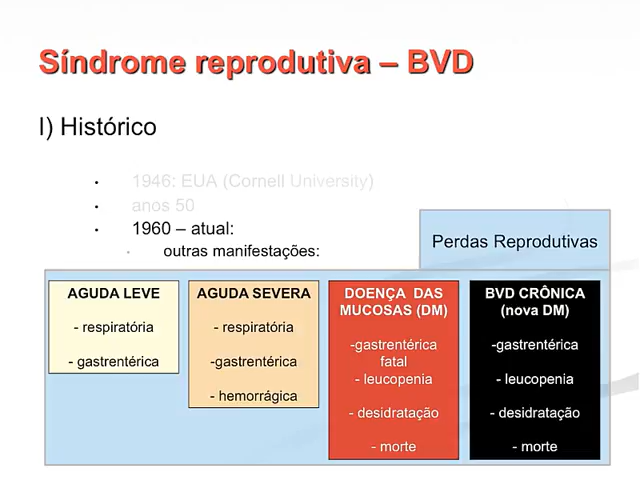 Síndrome reprodutiva – BVD
I) Histórico
• 1946: EUA (Cornell University)
• anos 50
• 1960 – atual:
• outras manifestações:
Perdas Reprodutivas
AGUDA LEVE
- respiratória
- gastrentérica
AGUDA SEVERA
- respiratória
-gastrentérica
- hemorrágica
DOENÇA DAS
MUCOSAS (DM)
-gastrentérica
fatal
- leucopenia
- desidratação
- morte
BVD CRÔNICA
(nova DM)
-gastrentérica
- leucopenia
- desidratação
- morte